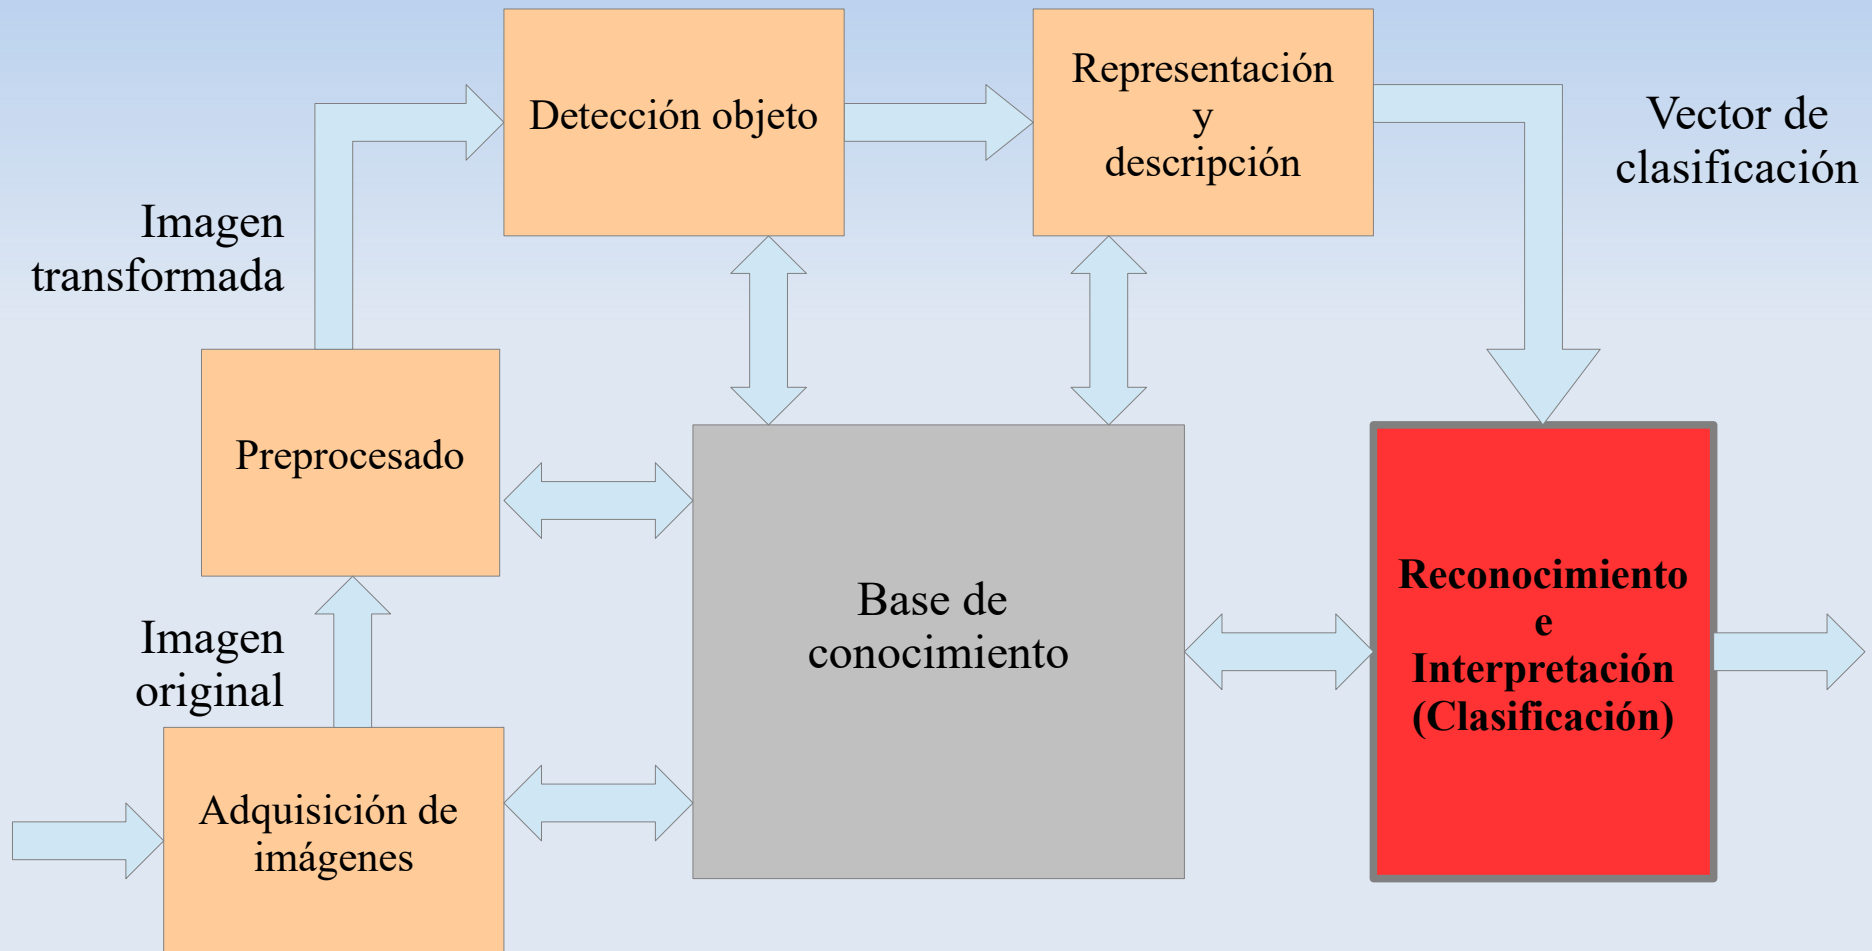 Detección objeto
Representación
y
descripción
Vector de
clasificación
Imagen
transformada
Preprocesado
Base de
conocimiento
Reconocimiento
e
Interpretación
(Clasificación)
Imagen
original
Adquisición de
imágenes